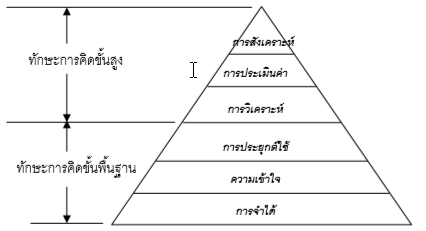 การสังเคราะห์
ทักษะการคิดขั้นสูง
การประเมินค่า
การวิเคราะห์
การประยุกต์ใช้
ทักษะการคิดขั้นพื้นฐาน
ความเข้าใจ
การจำได้